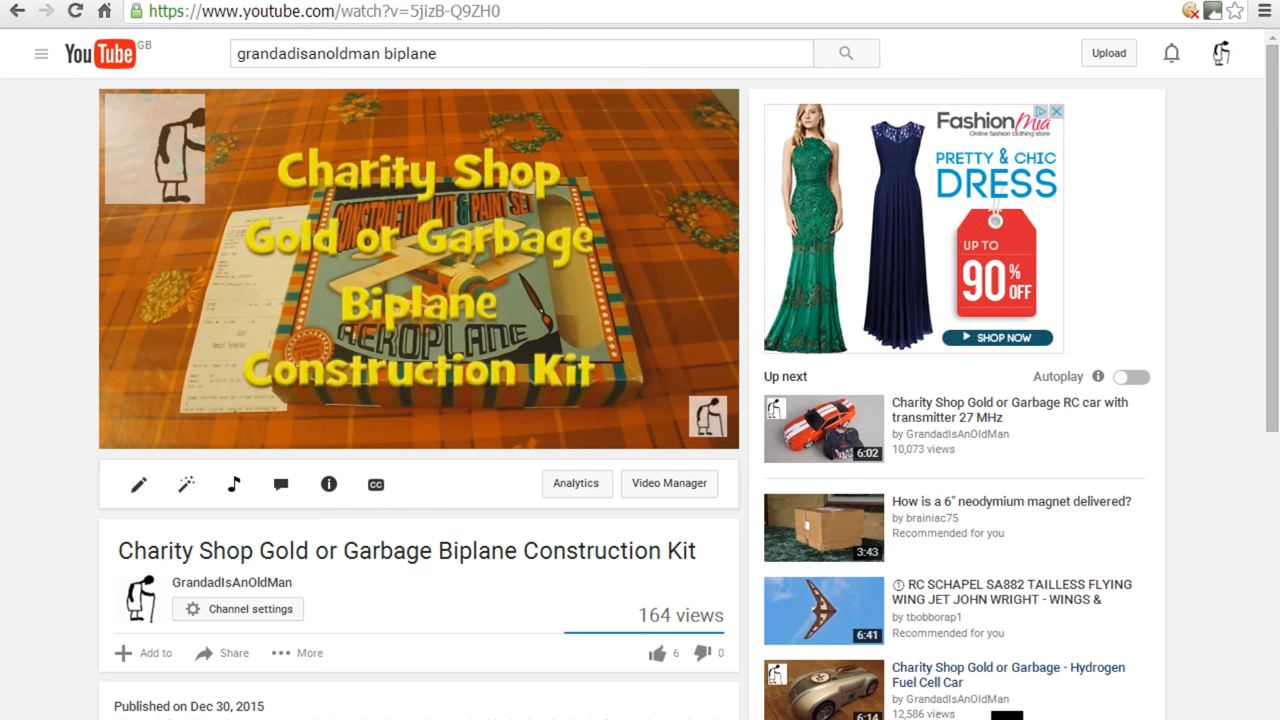 https://www.youtube.com/watch?v=5jizB-Q9ZH0
YouTube GB
grandadisanoldman biplane
Upload
Charity Shop
Gold or Garbage
Biplane
Construction Kit
CONSTRUCTION KIT & PAINT SET
AEROPLANE
FashionMia
Online fashion clothing store
PRETTY & CHIC
DRESS
UP TO
90% OFF
SHOP NOW
Up next
Autoplay
Charity Shop Gold or Garbage RC car with
transmitter 27 MHz
by GrandadIsAnOldMan
10,073 views
6:02
How is a 6" neodymium magnet delivered?
by brainiac75
Recommended for you
3:43
① RC SCHAPEL SA882 TAILLESS FLYING
WING JET JOHN WRIGHT - WINGS &
by tbobborap1
Recommended for you
6:41
Charity Shop Gold or Garbage - Hydrogen
Fuel Cell Car
by GrandadIsAnOldMan
12,586 views
6:14
CC
Analytics
Video Manager
Charity Shop Gold or Garbage Biplane Construction Kit
GrandadIsAnOldMan
Channel settings
164 views
Add to
Share
More
6
0
Published on Dec 30, 2015